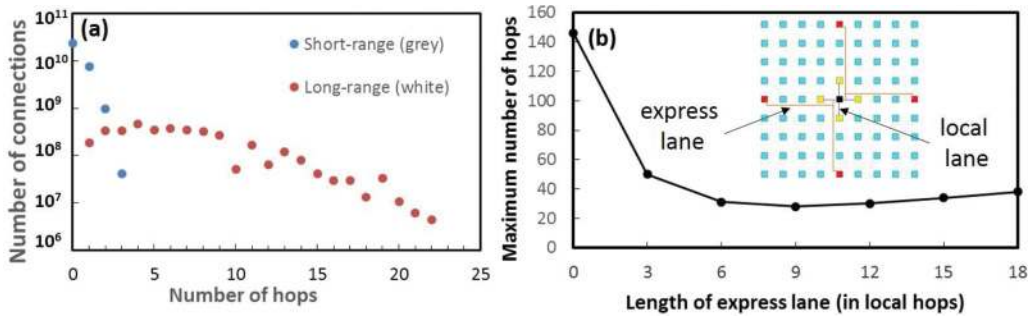 (a)
Number of connections
10^11
10^10
10^9
10^8
10^7
10^6
Short-range (grey)
Long-range (white)
0 5 10 15 20 25
Number of hops
(b)
Maximum number of hops
160
140
120
100
80
60
40
20
0
express
lane
local
lane
0 3 6 9 12 15 18
Length of express lane (in local hops)